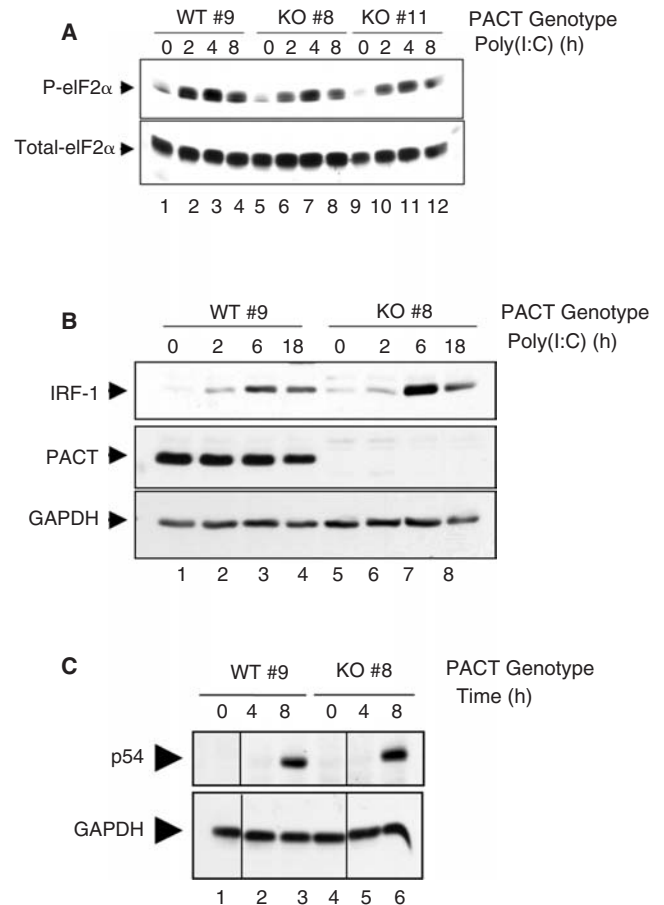 A
WT #9 KO #8 KO #11 PACT Genotype
0 2 4 8 0 2 4 8 0 2 4 8 Poly(I:C) (h)
P-eIF2α
Total-eIF2α
1 2 3 4 5 6 7 8 9 10 11 12
B
WT #9 KO #8 PACT Genotype
0 2 6 18 0 2 6 18 Poly(I:C) (h)
IRF-1
PACT
GAPDH
1 2 3 4 5 6 7 8
C
WT #9 KO #8 PACT Genotype
0 4 8 0 4 8 Time (h)
p54
GAPDH
1 2 3 4 5 6